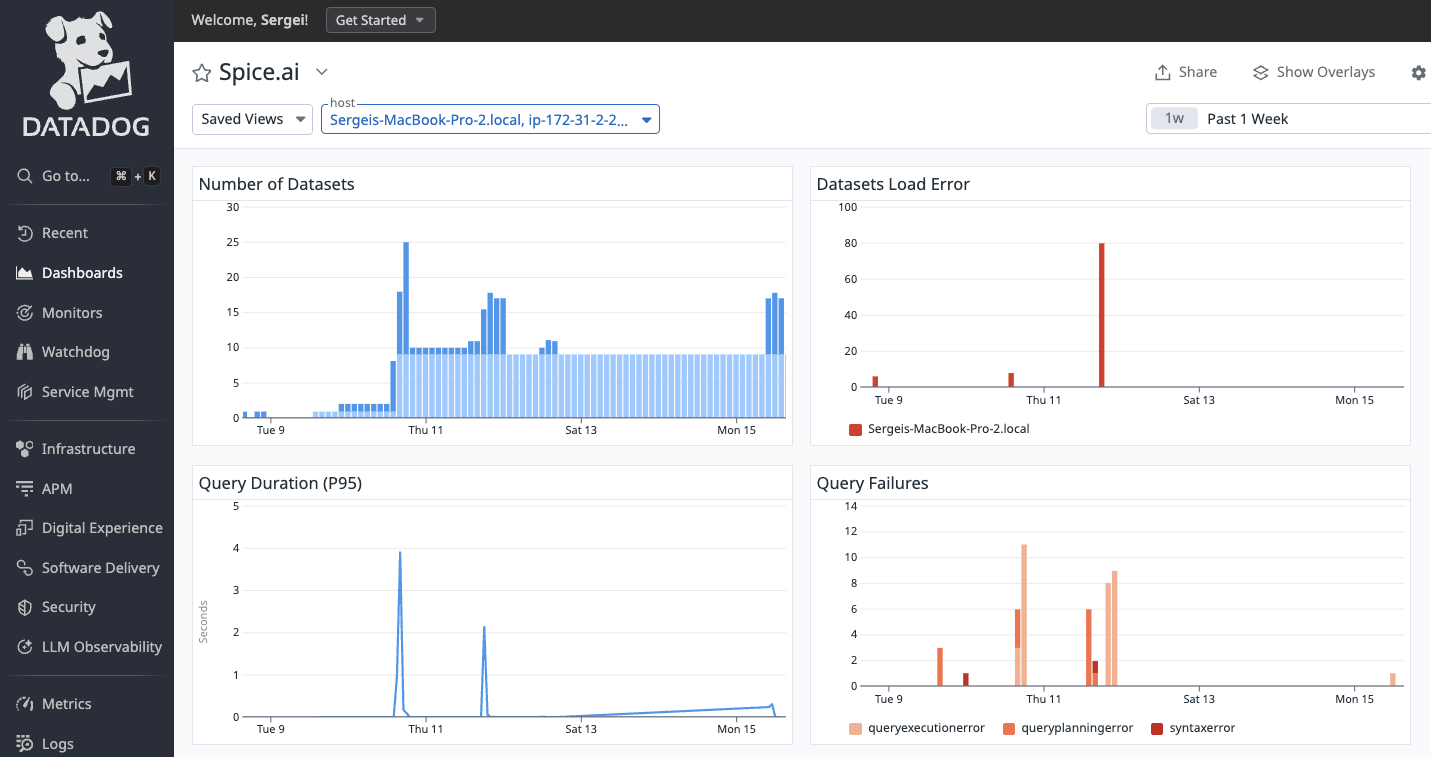 Welcome, Sergei!
Get Started
DATADOG
Go to... ⌘ + K
Recent
Dashboards
Monitors
Watchdog
Service Mgmt
Infrastructure
APM
Digital Experience
Software Delivery
Security
LLM Observability
Metrics
Logs
Spice.ai
Share
Show Overlays
Saved Views
host
Sergeis-MacBook-Pro-2.local, ip-172-31-2-2...
1w Past 1 Week
Number of Datasets
30
25
20
15
10
5
0
Tue 9 Thu 11 Sat 13 Mon 15
Datasets Load Error
100
80
60
40
20
0
Tue 9 Thu 11 Sat 13 Mon 15
Sergeis-MacBook-Pro-2.local
Query Duration (P95)
Seconds
5
4
3
2
1
0
Tue 9 Thu 11 Sat 13 Mon 15
Query Failures
14
12
10
8
6
4
2
0
Tue 9 Thu 11 Sat 13 Mon 15
queryexecutionerror queryplanningerror syntaxerror